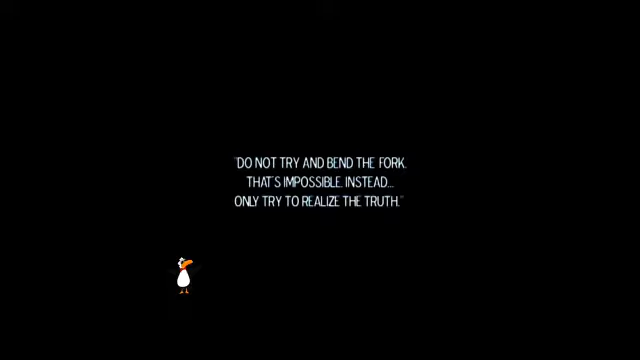 "DO NOT TRY AND BEND THE FORK.
THAT'S IMPOSSIBLE. INSTEAD...
ONLY TRY TO REALIZE THE TRUTH."